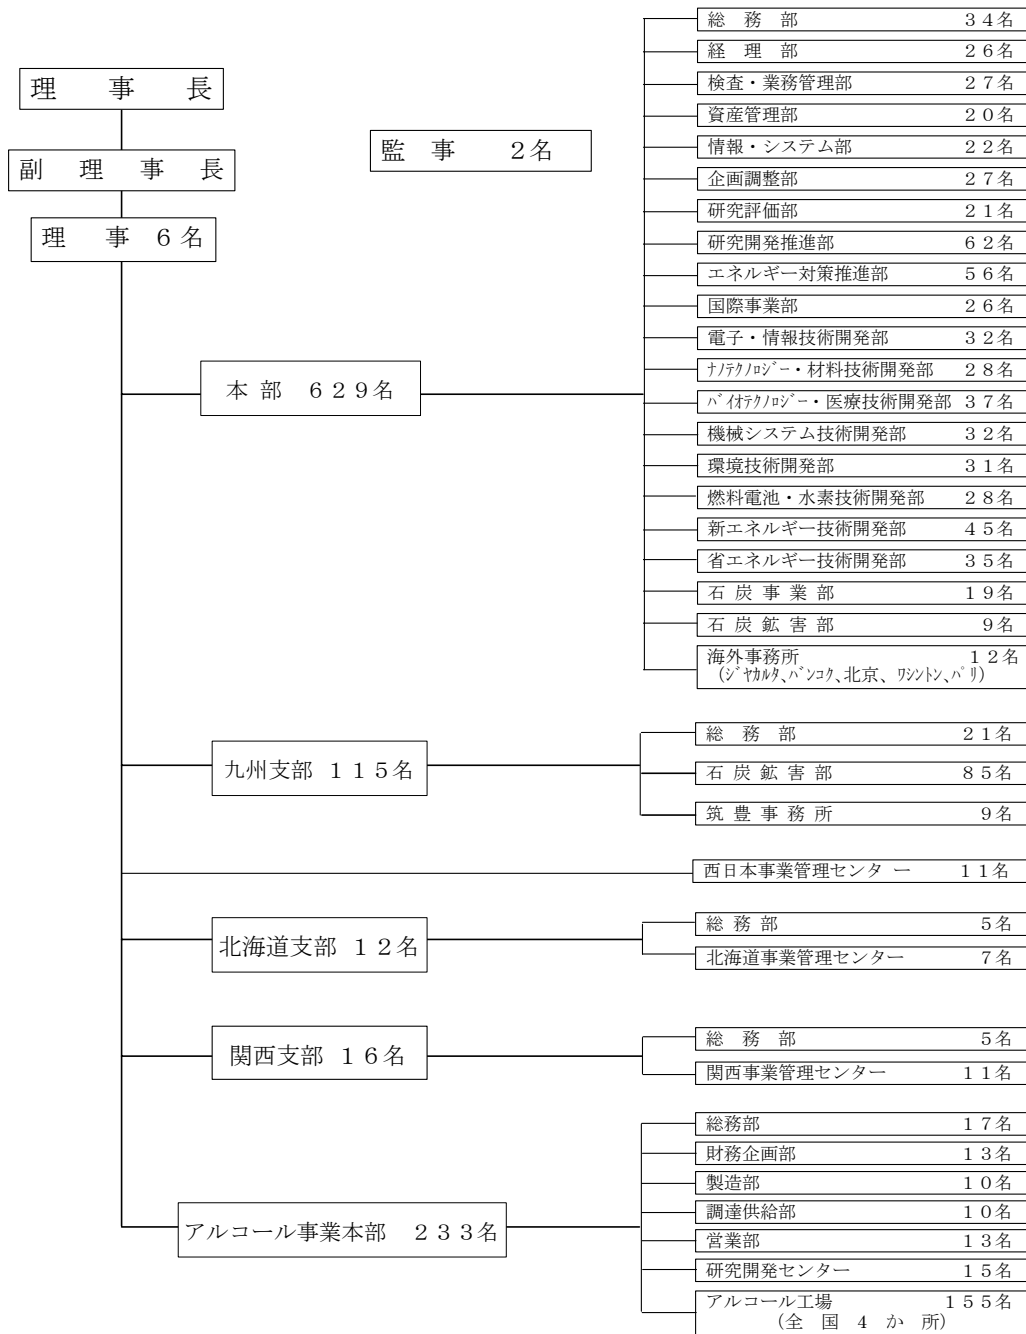 理　事　長
副　理　事　長
理　事　６名
監　事　２名
本 部　６２９名
総　務　部　３４名
経　理　部　２６名
検査・業務管理部　２７名
資産管理部　２０名
情報・システム部　２２名
企画調整部　２７名
研究評価部　２１名
研究開発推進部　６２名
エネルギー対策推進部　５６名
国際事業部　２６名
電子・情報技術開発部　３２名
ﾅﾉﾃｸﾉﾛｼﾞｰ・材料技術開発部　２８名
ﾊﾞｲｵﾃｸﾉﾛｼﾞｰ・医療技術開発部　３７名
機械システム技術開発部　３２名
環境技術開発部　３１名
燃料電池・水素技術開発部　２８名
新エネルギー技術開発部　４５名
省エネルギー技術開発部　３５名
石 炭 事 業 部　１９名
石 炭 鉱 害 部　９名
海外事務所　１２名
（ｼﾞﾔｶﾙﾀ、ﾊﾞﾝｺｸ、北京、ﾜｼﾝﾄﾝ、ﾊﾟﾘ）
九州支部　１１５名
総　務　部　２１名
石 炭 鉱 害 部　８５名
筑 豊 事 務 所　９名
西日本事業管理センタ ー　１１名
北海道支部　１２名
総 務 部　５名
北海道事業管理センター　７名
関西支部　１６名
総　務　部　５名
関西事業管理センター　１１名
アルコール事業本部　２３３名
総務部　１７名
財務企画部　１３名
製造部　１０名
調達供給部　１０名
営業部　１３名
研究開発センター　１５名
アルコール工場　１５５名
（全　国　４　か　所）